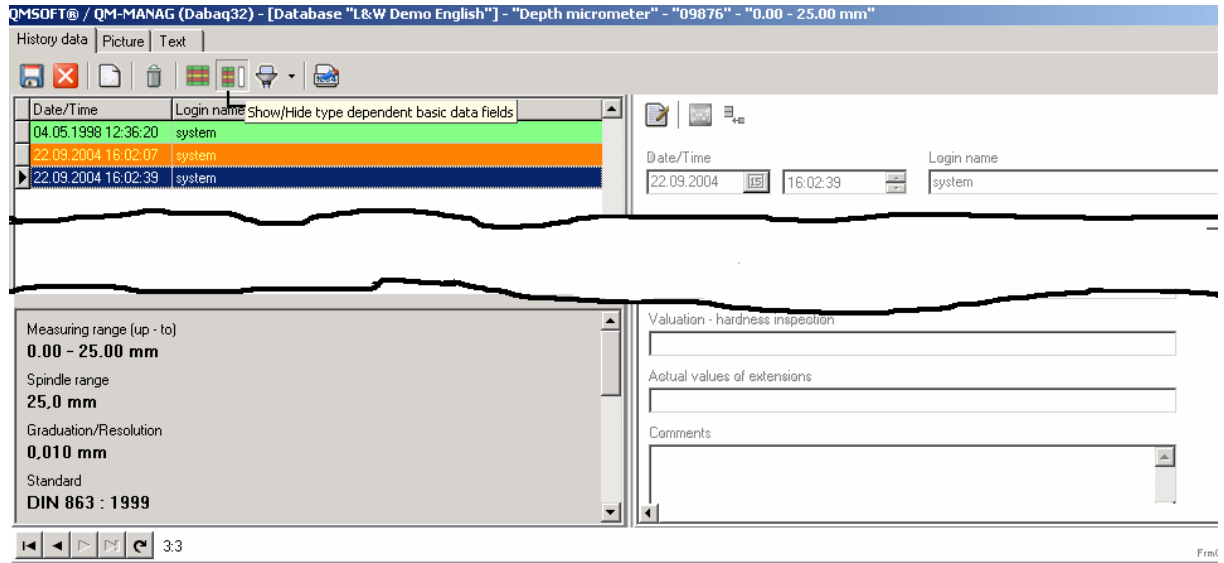 QMSOFT® / QM-MANAG (Dabaq32) - [Database "L&W Demo English"] - "Depth micrometer" - "09876" - "0.00 - 25.00 mm"
History data Picture Text
Date/Time Login name Show/Hide type dependent basic data fields
04.05.1998 12:36:20 system
22.09.2004 16:02:07 system
22.09.2004 16:02:39 system
Date/Time Login name
22.09.2004 15 16:02:39 system
Measuring range (up - to)
0.00 - 25.00 mm
Spindle range
25,0 mm
Graduation/Resolution
0,010 mm
Standard
DIN 863 : 1999
Valuation - hardness inspection
Actual values of extensions
Comments
3:3